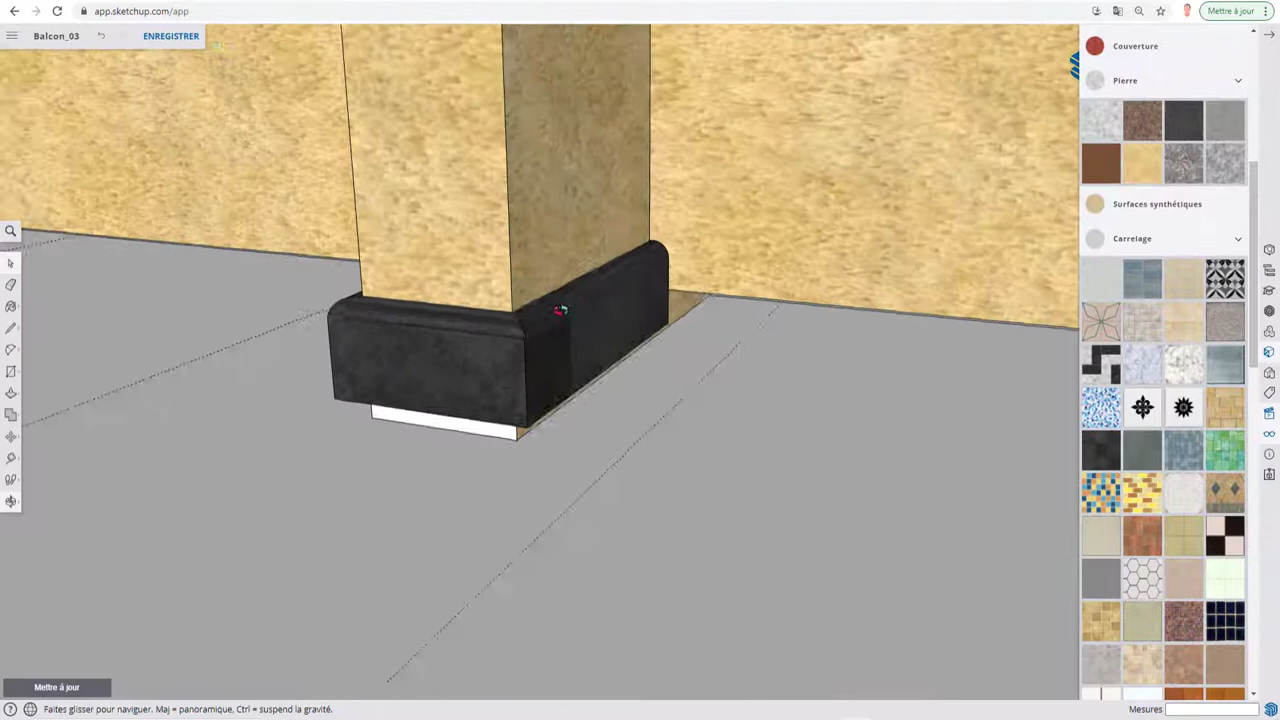 app.sketchup.com/app
Mettre à jour
Balcon_03
ENREGISTRER
Couverture
Pierre
Surfaces synthétiques
Carrelage
Mettre à jour
Faites glisser pour naviguer. Maj = panoramique, Ctrl = suspend la gravité.
Mesures